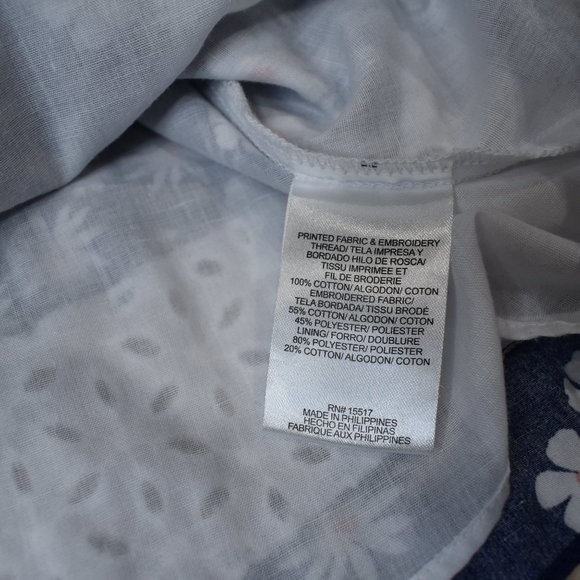 PRINTED FABRIC & EMBROIDERY
THREAD/ TELA IMPRESA Y
BORDADO HILO DE ROSCA/
TISSU IMPRIMEE ET
FIL DE BRODERIE
100% COTTON/ ALGODON/ COTON
EMBROIDERED FABRIC/
TELA BORDADA/ TISSU BRODÉ
55% COTTON/ ALGODON/ COTON
45% POLYESTER/ POLIESTER
LINING/ FORRO/ DOUBLURE
80% POLYESTER/ POLIESTER
20% COTTON/ ALGODON/ COTON
RN# 15517
MADE IN PHILIPPINES
HECHO EN FILIPINAS
FABRIQUE AUX PHILIPPINES